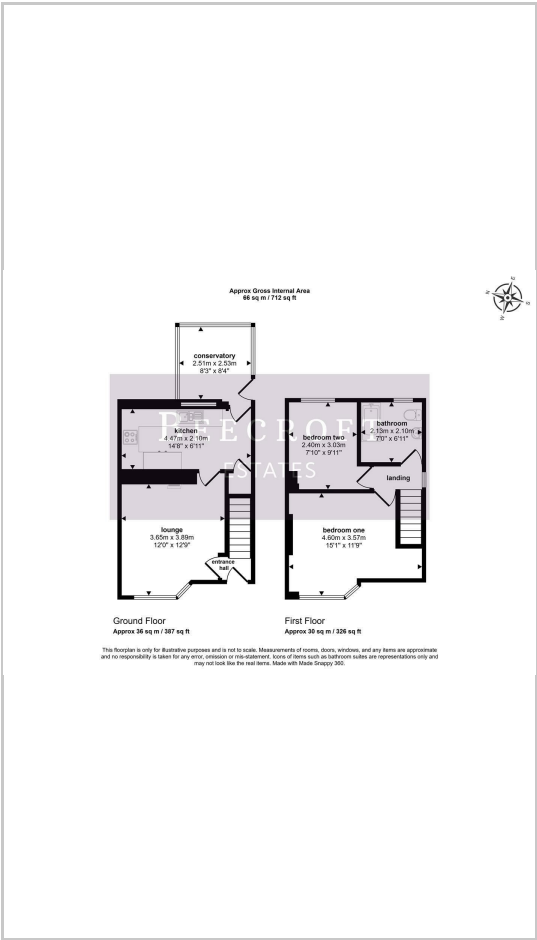 Approx Gross Internal Area
66 sq m / 712 sq ft
E
N
S
W
conservatory
2.51m x 2.53m
8'3" x 8'4"
kitchen
4.47m x 2.10m
14'8" x 6'11"
BEECROFT
ESTATES
bedroom two
2.40m x 3.03m
7'10" x 9'11"
bathroom
2.13m x 2.10m
7'0" x 6'11"
landing
lounge
3.65m x 3.89m
12'0" x 12'9"
entrance
hall
bedroom one
4.60m x 3.57m
15'1" x 11'9"
Ground Floor
Approx 36 sq m / 387 sq ft
First Floor
Approx 30 sq m / 326 sq ft
This floorplan is only for illustrative purposes and is not to scale. Measurements of rooms, doors, windows, and any items are approximate
and no responsibility is taken for any error, omission or mis-statement. Icons of items such as bathroom suites are representations only and
may not look like the real items. Made with Made Snappy 360.